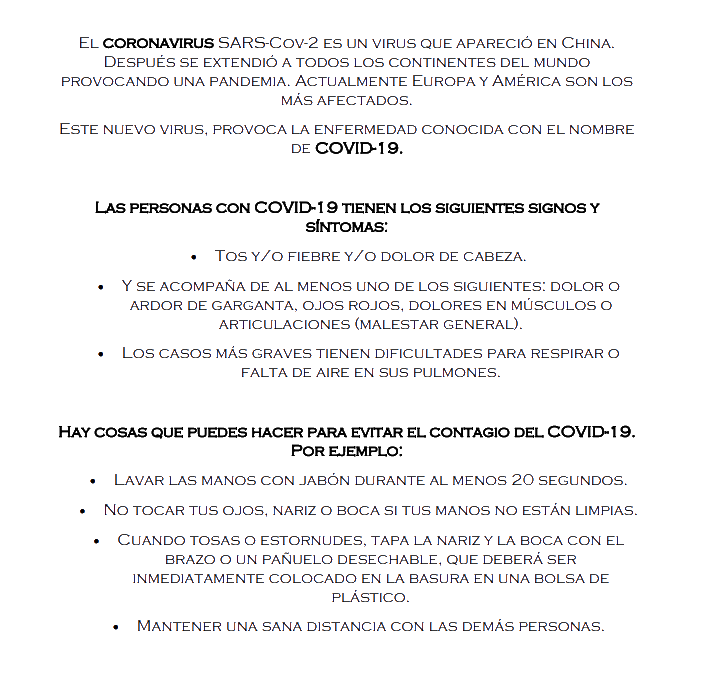 El coronavirus SARS-Cov-2 es un virus que apareció en China.
Después se extendió a todos los continentes del mundo
provocando una pandemia. Actualmente Europa y América son los
más afectados.
Este nuevo virus, provoca la enfermedad conocida con el nombre
de COVID-19.
Las personas con COVID-19 tienen los siguientes signos y
síntomas:
• Tos y/o fiebre y/o dolor de cabeza.
• Y se acompaña de al menos uno de los siguientes: dolor o
ardor de garganta, ojos rojos, dolores en músculos o
articulaciones (malestar general).
• Los casos más graves tienen dificultades para respirar o
falta de aire en sus pulmones.
Hay cosas que puedes hacer para evitar el contagio del COVID-19.
Por ejemplo:
• Lavar las manos con jabón durante al menos 20 segundos.
• No tocar tus ojos, nariz o boca si tus manos no están limpias.
• Cuando tosas o estornudes, tapa la nariz y la boca con el
brazo o un pañuelo desechable, que deberá ser
inmediatamente colocado en la basura en una bolsa de
plástico.
• Mantener una sana distancia con las demás personas.